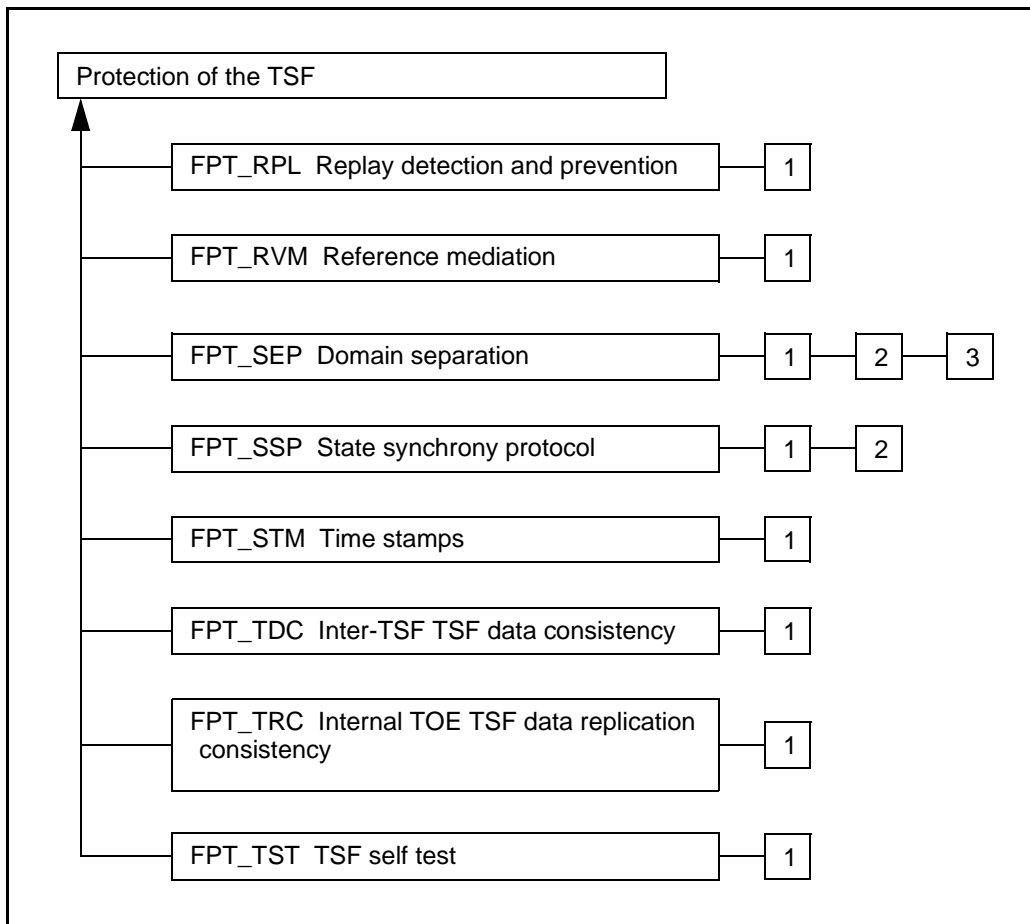 Protection of the TSF
FPT_RPL Replay detection and prevention 1
FPT_RVM Reference mediation 1
FPT_SEP Domain separation 1 2 3
FPT_SSP State synchrony protocol 1 2
FPT_STM Time stamps 1
FPT_TDC Inter-TSF TSF data consistency 1
FPT_TRC Internal TOE TSF data replication
consistency
1
FPT_TST TSF self test 1